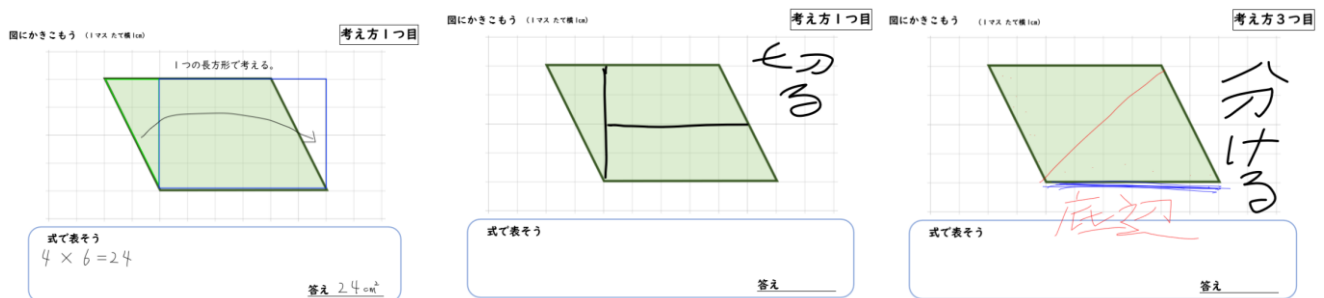 図にかきこもう (1マス たて横1cm)
考え方1つ目
1つの長方形で考える。
式で表そう
4 × 6 = 24
答え 24cm²
図にかきこもう (1マス たて横1cm)
考え方1つ目
切
る
式で表そう
答え
図にかきこもう (1マス たて横1cm)
考え方3つ目
分
け
る
底辺
式で表そう
答え